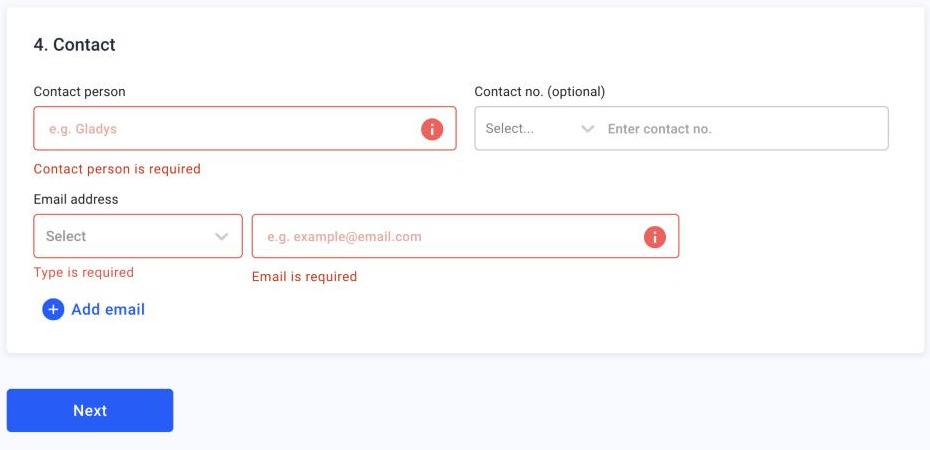 4. Contact
Contact person
Contact no. (optional)
e.g. Gladys
Select...
Enter contact no.
Contact person is required
Email address
Select
e.g. example@email.com
Type is required
Email is required
Add email
Next